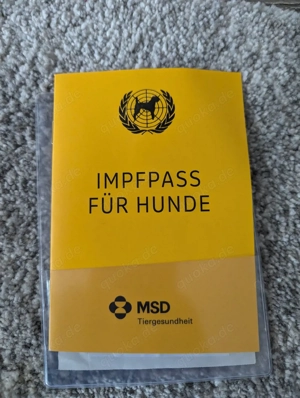 IMPFPASS
FÜR HUNDE
MSD
Tiergesundheit